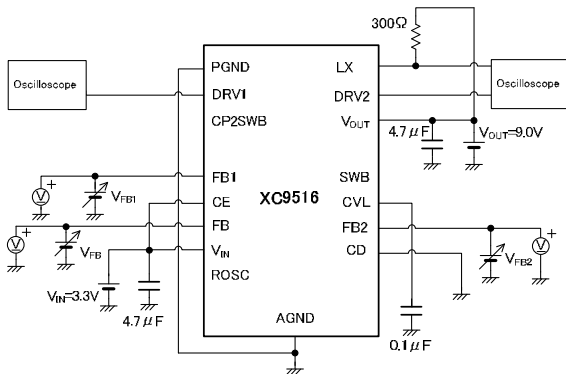 300Ω
PGND
LX
Oscilloscope
Oscilloscope
DRV1
DRV2
CP2SWB
VOUT
4.7μF
VOUT=9.0V
FB1
SWB
VFB1
XC9516
CE
CVL
FB
FB2
VFB
VIN
CD
VFB2
ROSC
VIN=3.3V
4.7μF
AGND
0.1μF
V
+
V
+
V
+